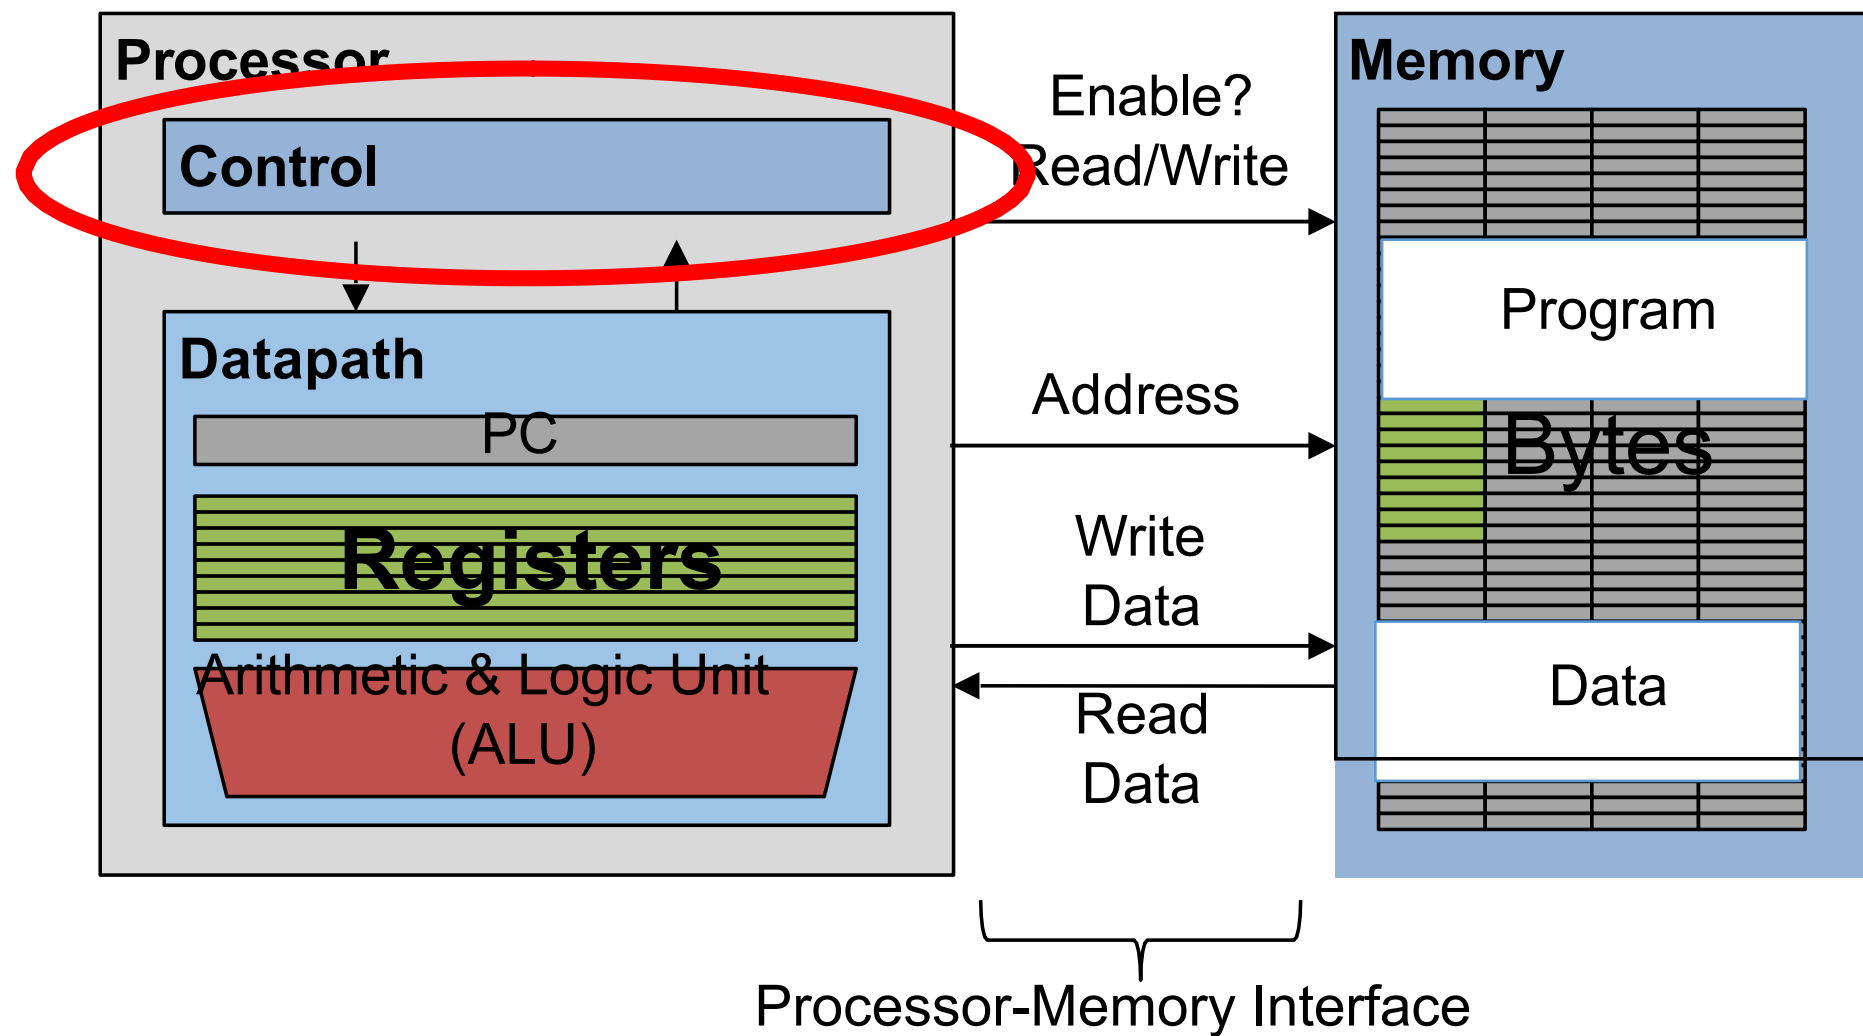 Processor
Control
Datapath
PC
Registers
Arithmetic & Logic Unit
(ALU)
Enable?
Read/Write
Address
Write
Data
Read
Data
Memory
Program
Bytes
Data
Processor-Memory Interface